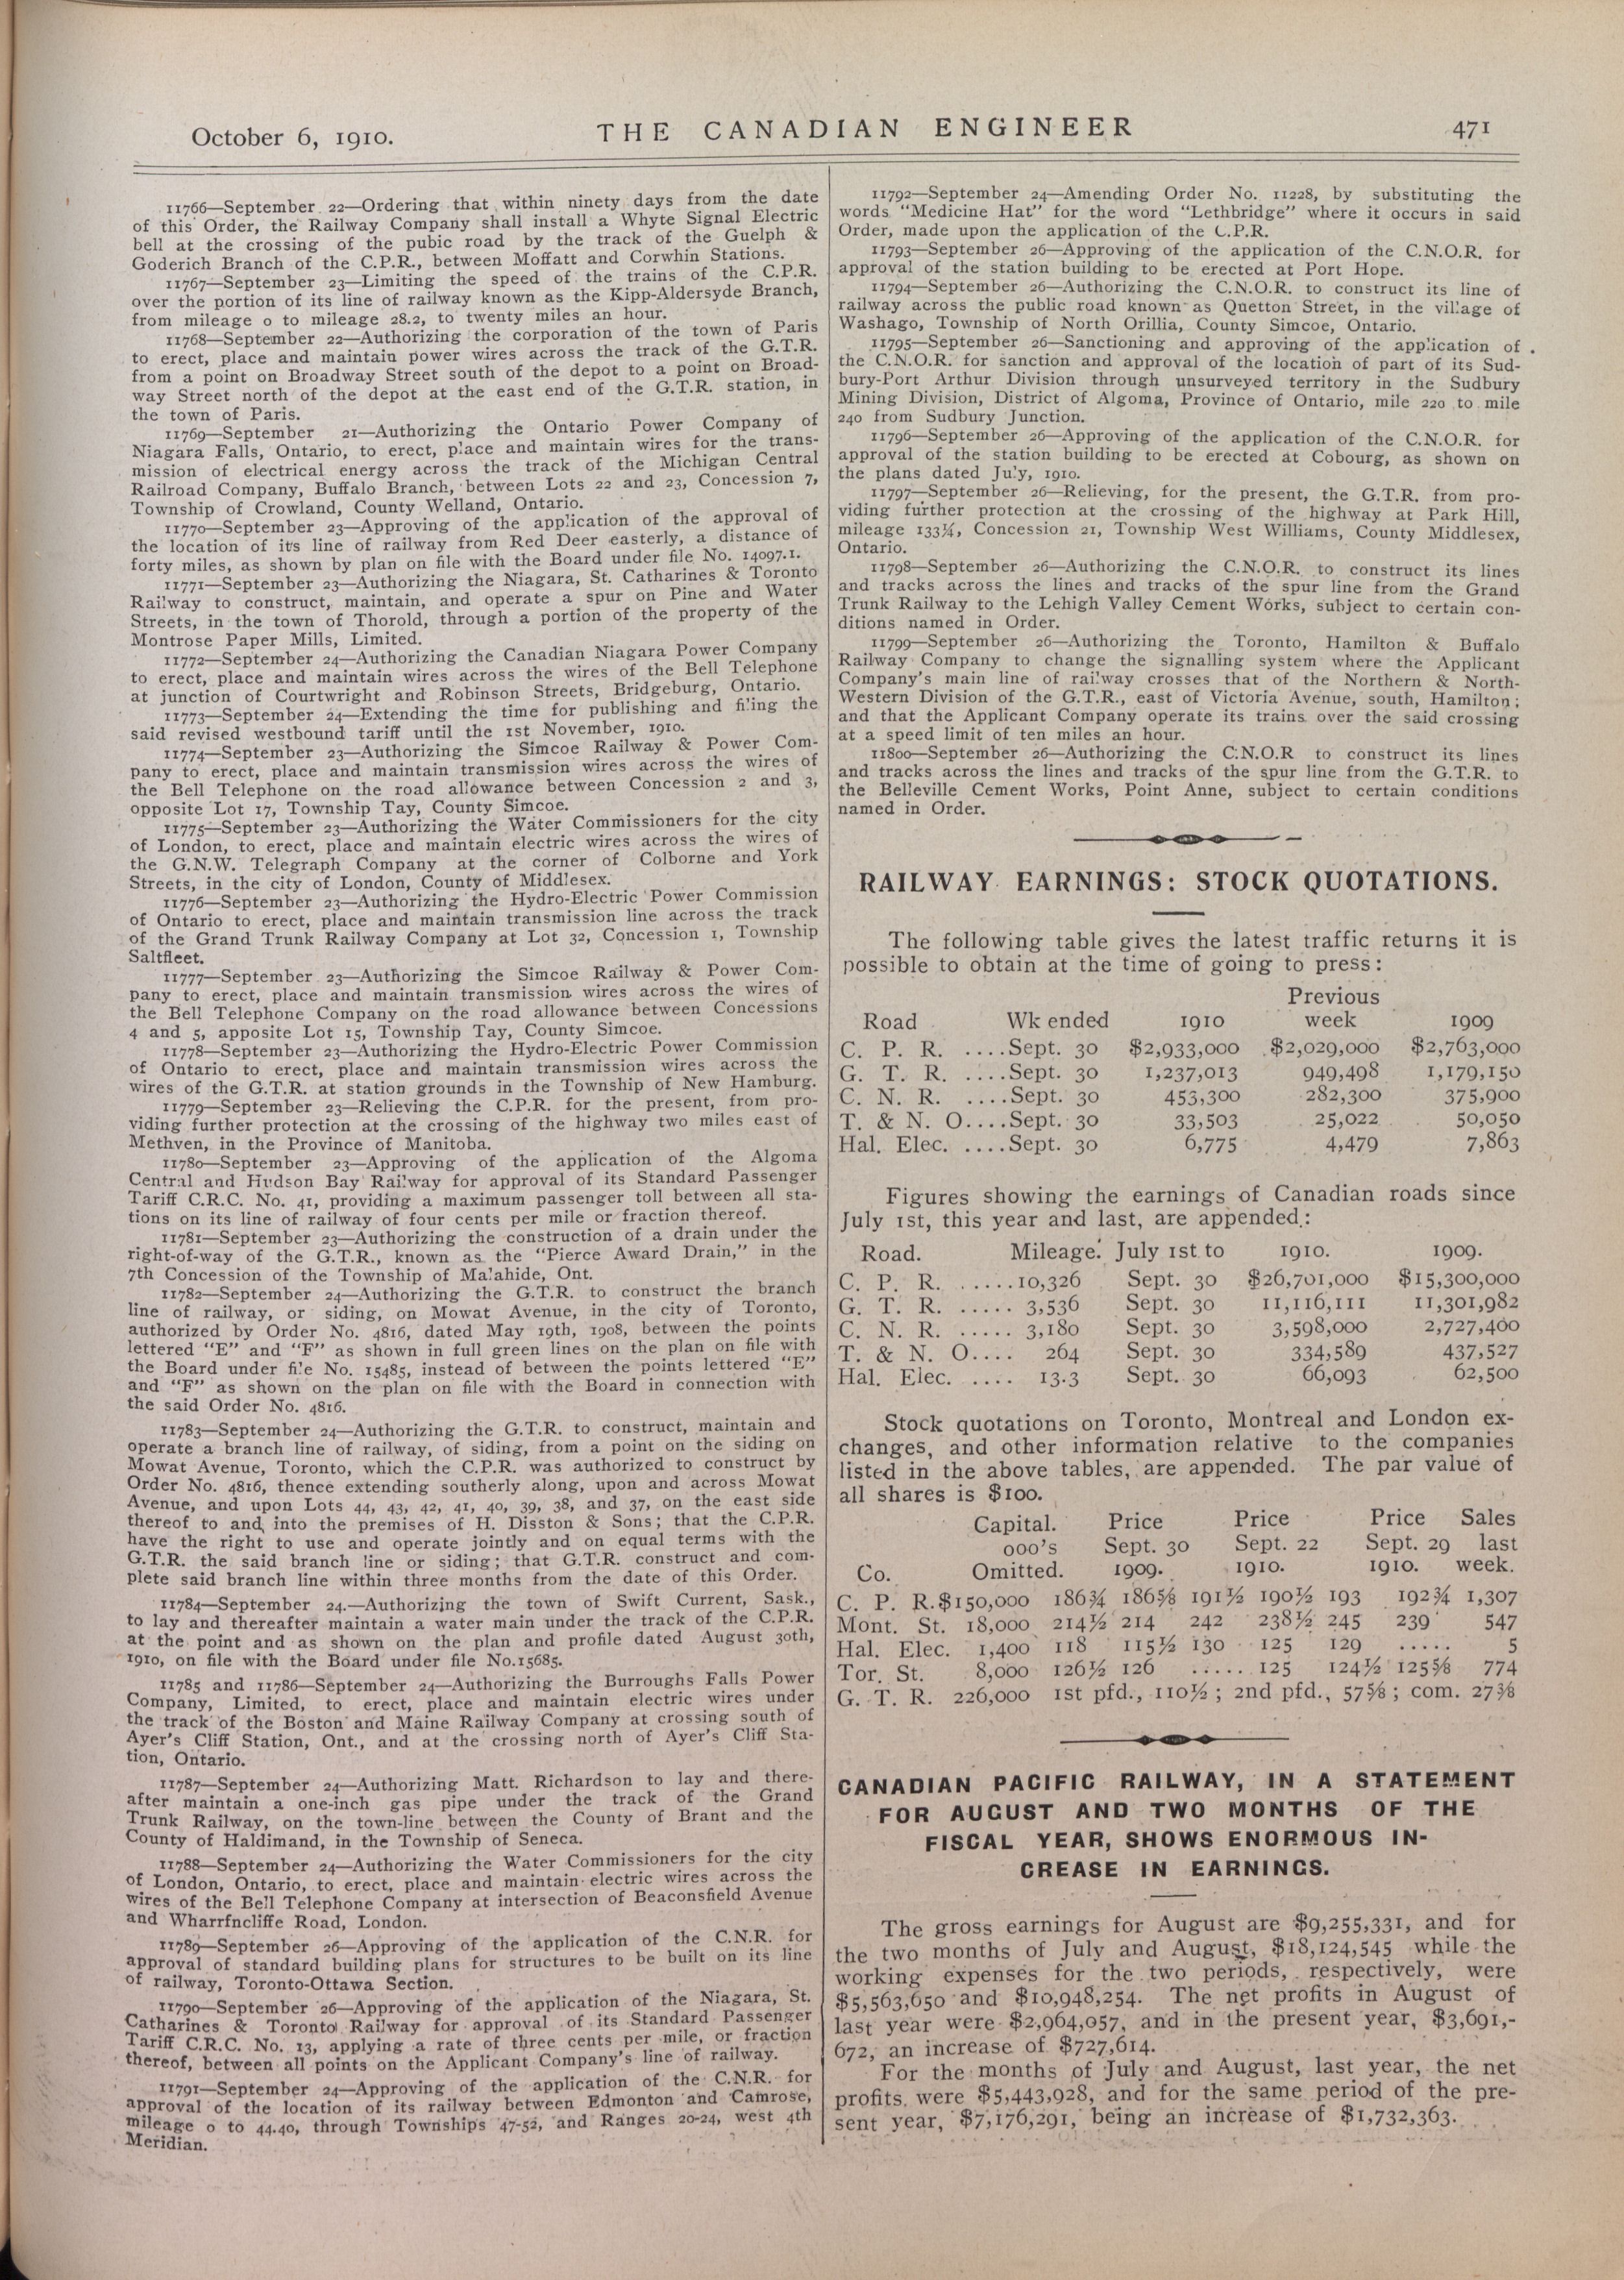 October 6, 1910.
THE CANADIAN ENGINEER
471
11766—September 22—Ordering that within ninety days from the date
of this Order, the Railway Company shall install a Whyte Signal Electric
bell at the crossing of the pubic road by the track of the Guelph &
Goderich Branch of the C.P.R., between Moffatt and Corwhin Stations.
11767—September 23—Limiting the speed of the trains of the C.P.R.
over the portion of its line of railway known as the Kipp-Aldersyde Branch,
from mileage 0 to mileage 28.2, to twenty miles an hour.
11768—September 22—Authorizing the corporation of the town of Paris
to erect, place and maintain power wires across the track of the G.T.R.
from a point on Broadway Street south of the depot to a point on Broad-
way Street north of the depot at the east end of the G.T.R. station, in
the town of Paris.
11769—September 21—Authorizing the Ontario Power Company of
Niagara Falls, Ontario, to erect, place and maintain wires for the trans-
mission of electrical energy across the track of the Michigan Central
Railroad Company, Buffalo Branch, between Lots 22 and 23, Concession 7,
Township of Crowland, County Welland, Ontario.
11770—September 23—Approving of the application of the approval of
the location of its line of railway from Red Deer easterly, a distance of
forty miles, as shown by plan on file with the Board under file No. 14097.1.
11771—September 23—Authorizing the Niagara, St. Catharines & Toronto
Railway to construct, maintain, and operate a spur on Pine and Water
Streets, in the town of Thorold, through a portion of the property of the
Montrose Paper Mills, Limited.
11772—September 24—Authorizing the Canadian Niagara Power Company
to erect, place and maintain wires across the wires of the Bell Telephone
at junction of Courtwright and Robinson Streets, Bridgeburg, Ontario.
11773—September 24—Extending the time for publishing and filing the
said revised westbound tariff until the 1st November, 1910.
11774—September 23—Authorizing the Simcoe Railway & Power Com-
pany to erect, place and maintain transmission wires across the wires of
the Bell Telephone on the road allowance between Concession 2 and 3,
opposite Lot 17, Township Tay, County Simcoe.
11775—September 23—Authorizing the Water Commissioners for the city
of London, to erect, place and maintain electric wires across the wires of
the G.N.W. Telegraph Company at the corner of Colborne and York
Streets, in the city of London, County of Middlesex.
11776—September 23—Authorizing the Hydro-Electric Power Commission
of Ontario to erect, place and maintain transmission line across the track
of the Grand Trunk Railway Company at Lot 32, Concession 1, Township
Saltfleet.
11777—September 23—Authorizing the Simcoe Railway & Power Com-
pany to erect, place and maintain transmission wires across the wires of
the Bell Telephone Company on the road allowance between Concessions
4 and 5, apposite Lot 15, Township Tay, County Simcoe.
11778—September 23—Authorizing the Hydro-Electric Power Commission
of Ontario to erect, place and maintain transmission wires across the
wires of the G.T.R. at station grounds in the Township of New Hamburg.
11779—September 23—Relieving the C.P.R. for the present, from pro-
viding further protection at the crossing of the highway two miles east of
Methven, in the Province of Manitoba.
11780—September 23—Approving of the application of the Algoma
Central and Hudson Bay Railway for approval of its Standard Passenger
Tariff C.R.C. No. 41, providing a maximum passenger toll between all sta-
tions on its line of railway of four cents per mile or fraction thereof.
11781—September 23—Authorizing the construction of a drain under the
right-of-way of the G.T.R., known as the "Pierce Award Drain," in the
7th Concession of the Township of Malahide, Ont.
11782—September 24—Authorizing the G.T.R. to construct the branch
line of railway, or siding, on Mowat Avenue, in the city of Toronto,
authorized by Order No. 4816, dated May 19th, 1908, between the points
lettered "E" and "F" as shown in full green lines on the plan on file with
the Board under file No. 15485, instead of between the points lettered "E"
and "F" as shown on the plan on file with the Board in connection with
the said Order No. 4816.
11783—September 24—Authorizing the G.T.R. to construct, maintain and
operate a branch line of railway, of siding, from a point on the siding on
Mowat Avenue, Toronto, which the C.P.R. was authorized to construct by
Order No. 4816, thence extending southerly along, upon and across Mowat
Avenue, and upon Lots 44, 43, 42, 41, 40, 39, 38, and 37, on the east side
thereof to and into the premises of H. Disston & Sons; that the C.P.R.
have the right to use and operate jointly and on equal terms with the
G.T.R. the said branch line or siding; that G.T.R. construct and com-
plete said branch line within three months from the date of this Order.
11784—September 24.—Authorizing the town of Swift Current, Sask.,
to lay and thereafter maintain a water main under the track of the C.P.R.
at the point and as shown on the plan and profile dated August 30th,
1910, on file with the Board under file No.15685.
11785 and 11786—September 24—Authorizing the Burroughs Falls Power
Company, Limited, to erect, place and maintain electric wires under
the track of the Boston and Maine Railway Company at crossing south of
Ayer's Cliff Station, Ont., and at the crossing north of Ayer's Cliff Sta-
tion, Ontario.
11787—September 24—Authorizing Matt. Richardson to lay and there-
after maintain a one-inch gas pipe under the track of the Grand
Trunk Railway, on the town-line between the County of Brant and the
County of Haldimand, in the Township of Seneca.
11788—September 24—Authorizing the Water Commissioners for the city
of London, Ontario, to erect, place and maintain electric wires across the
wires of the Bell Telephone Company at intersection of Beaconsfield Avenue
and Wharrfncliffe Road, London.
11789—September 26—Approving of the application of the C.N.R. for
approval of standard building plans for structures to be built on its line
of railway, Toronto-Ottawa Section.
11790—September 26—Approving of the application of the Niagara, St.
Catharines & Toronto Railway for approval of its Standard Passenger
Tariff C.R.C. No. 13, applying a rate of three cents per mile, or fraction
thereof, between all points on the Applicant Company's line of railway.
11791—September 24—Approving of the application of the C.N.R. for
approval of the location of its railway between Edmonton and Camrose,
mileage 0 to 44.40, through Townships 47-52, and Ranges 20-24, west 4th
Meridian.
11792—September 24—Amending Order No. 11228, by substituting the
words "Medicine Hat" for the word "Lethbridge" where it occurs in said
Order, made upon the application of the C.P.R.
11793—September 26—Approving of the application of the C.N.O.R. for
approval of the station building to be erected at Port Hope.
11794—September 26—Authorizing the C.N.O.R. to construct its line of
railway across the public road known as Quetton Street, in the village of
Washago, Township of North Orillia, County Simcoe, Ontario.
11795—September 26—Sanctioning and approving of the application of
the C.N.O.R. for sanction and approval of the location of part of its Sud-
bury-Port Arthur Division through unsurveyed territory in the Sudbury
Mining Division, District of Algoma, Province of Ontario, mile 220 to mile
240 from Sudbury Junction.
11796—September 26—Approving of the application of the C.N.O.R. for
approval of the station building to be erected at Cobourg, as shown on
the plans dated July, 1910.
11797—September 26—Relieving, for the present, the G.T.R. from pro-
viding further protection at the crossing of the highway at Park Hill,
mileage 133¼, Concession 21, Township West Williams, County Middlesex,
Ontario.
11798—September 26—Authorizing the C.N.O.R. to construct its lines
and tracks across the lines and tracks of the spur line from the Grand
Trunk Railway to the Lehigh Valley Cement Works, subject to certain con-
ditions named in Order.
11799—September 26—Authorizing the Toronto, Hamilton & Buffalo
Railway Company to change the signalling system where the Applicant
Company's main line of railway crosses that of the Northern & North-
Western Division of the G.T.R., east of Victoria Avenue, south, Hamilton;
and that the Applicant Company operate its trains over the said crossing
at a speed limit of ten miles an hour.
11800—September 26—Authorizing the C.N.O.R to construct its lines
and tracks across the lines and tracks of the spur line from the G.T.R. to
the Belleville Cement Works, Point Anne, subject to certain conditions
named in Order.
RAILWAY EARNINGS: STOCK QUOTATIONS.
The following table gives the latest traffic returns it is
possible to obtain at the time of going to press:
Previous
Road Wk ended 1910 week 1909
C. P. R. ....Sept. 30 $2,933,000 $2,029,000 $2,763,000
G. T. R. ....Sept. 30 1,237,013 949,498 1,179,150
C. N. R. ....Sept. 30 453,300 282,300 375,900
T. & N. O....Sept. 30 33,503 25,022 50,050
Hal. Elec. ....Sept. 30 6,775 4,479 7,863
Figures showing the earnings of Canadian roads since
July 1st, this year and last, are appended:
Road. Mileage. July 1st to 1910. 1909.
C. P. R. ......10,326 Sept. 30 $26,701,000 $15,300,000
G. T. R. ..... 3,536 Sept. 30 11,116,111 11,301,982
C. N. R. ..... 3,180 Sept. 30 3,598,000 2,727,400
T. & N. O.... 264 Sept. 30 334,589 437,527
Hal. Elec. .... 13.3 Sept. 30 66,093 62,500
Stock quotations on Toronto, Montreal and London ex-
changes, and other information relative to the companies
listed in the above tables, are appended. The par value of
all shares is $100.
Capital. Price Price Price Sales
000's Sept. 30 Sept. 22 Sept. 29 last
Co. Omitted. 1909. 1910. 1910. week.
C. P. R.$150,000 186¾ 186⅝ 191½ 190½ 193 192¾ 1,307
Mont. St. 18,000 214½ 214 242 238½ 245 239 547
Hal. Elec. 1,400 118 115½ 130 125 129 ..... 5
Tor. St. 8,000 126½ 126 ..... 125 124½ 125⅝ 774
G. T. R. 226,000 1st pfd., 110½; 2nd pfd., 57⅝; com. 27⅜
CANADIAN PACIFIC RAILWAY, IN A STATEMENT
FOR AUGUST AND TWO MONTHS OF THE
FISCAL YEAR, SHOWS ENORMOUS IN-
CREASE IN EARNINGS.
The gross earnings for August are $9,255,331, and for
the two months of July and August, $18,124,545 while the
working expenses for the two periods, respectively, were
$5,563,650 and $10,948,254. The net profits in August of
last year were $2,964,057, and in the present year, $3,691,-
672, an increase of $727,614.
For the months of July and August, last year, the net
profits were $5,443,928, and for the same period of the pre-
sent year, $7,176,291, being an increase of $1,732,363.